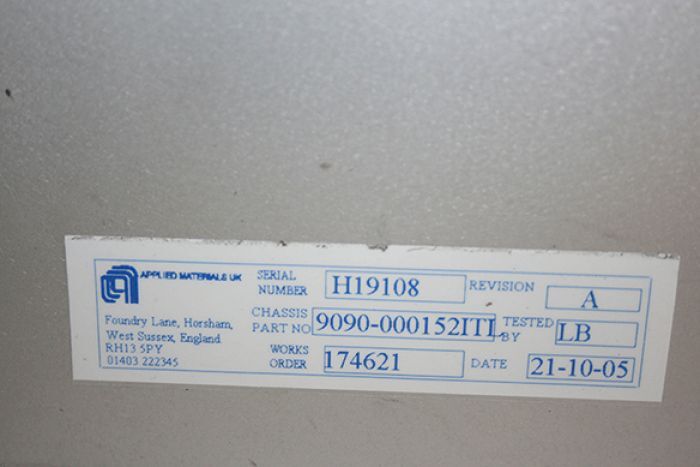 APPLIED MATERIALS UK
Foundry Lane, Horsham,
West Sussex, England
RH13 5PY
01403 222345
SERIAL NUMBER H19108
REVISION A
CHASSIS PART NO 9090-000152ITL
TESTED BY LB
WORKS ORDER 174621
DATE 21-10-05